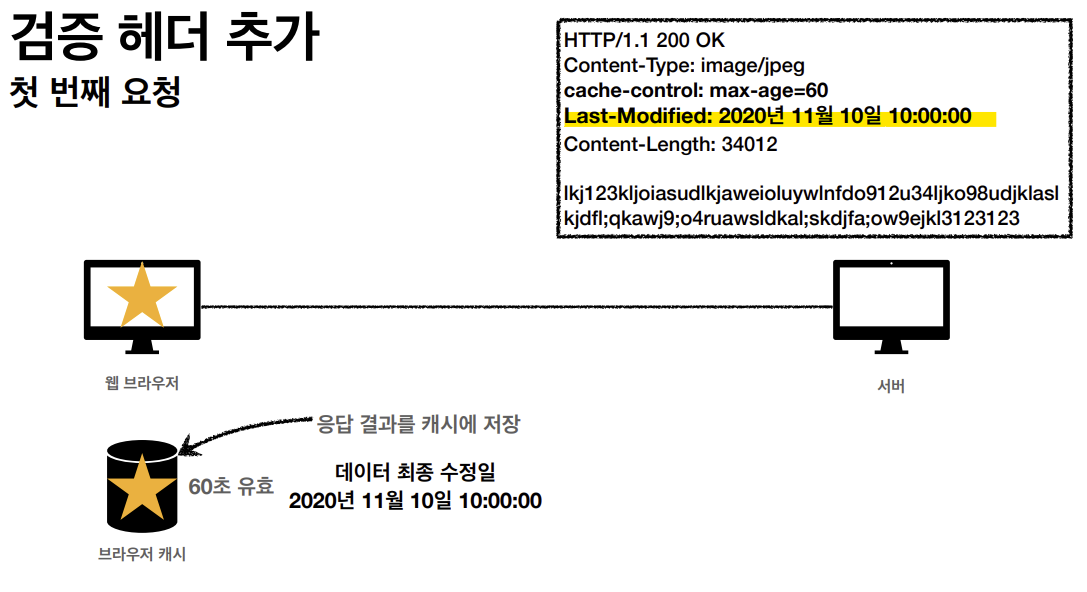 검증 헤더 추가
첫 번째 요청
HTTP/1.1 200 OK
Content-Type: image/jpeg
cache-control: max-age=60
Last-Modified: 2020년 11월 10일 10:00:00
Content-Length: 34012
lkj123kljoiasudlkjaweioluywlnfdo912u34ljko98udjklasl
kjdfl;qkawj9;o4ruawsldkal;skdjfa;ow9ejkl3123123
웹 브라우저
서버
응답 결과를 캐시에 저장
60초 유효
데이터 최종 수정일
2020년 11월 10일 10:00:00
브라우저 캐시